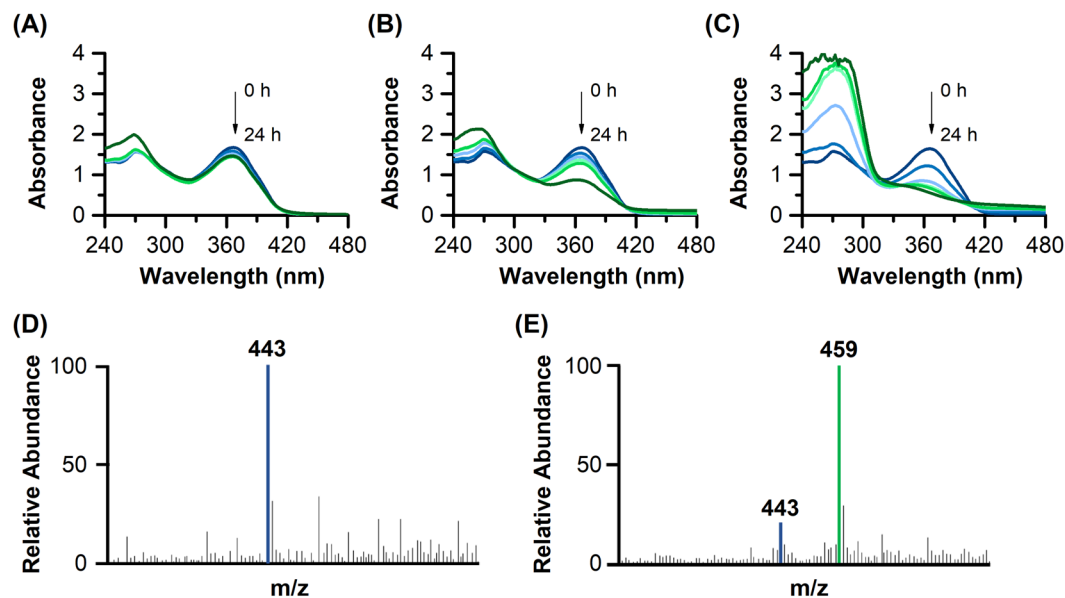 (A)
4
3
2
1
0
Absorbance
0 h
24 h
240 300 360 420 480
Wavelength (nm)
(B)
4
3
2
1
0
Absorbance
0 h
24 h
240 300 360 420 480
Wavelength (nm)
(C)
4
3
2
1
0
Absorbance
0 h
24 h
240 300 360 420 480
Wavelength (nm)
(D)
443
100
50
0
Relative Abundance
m/z
(E)
459
443
100
50
0
Relative Abundance
m/z